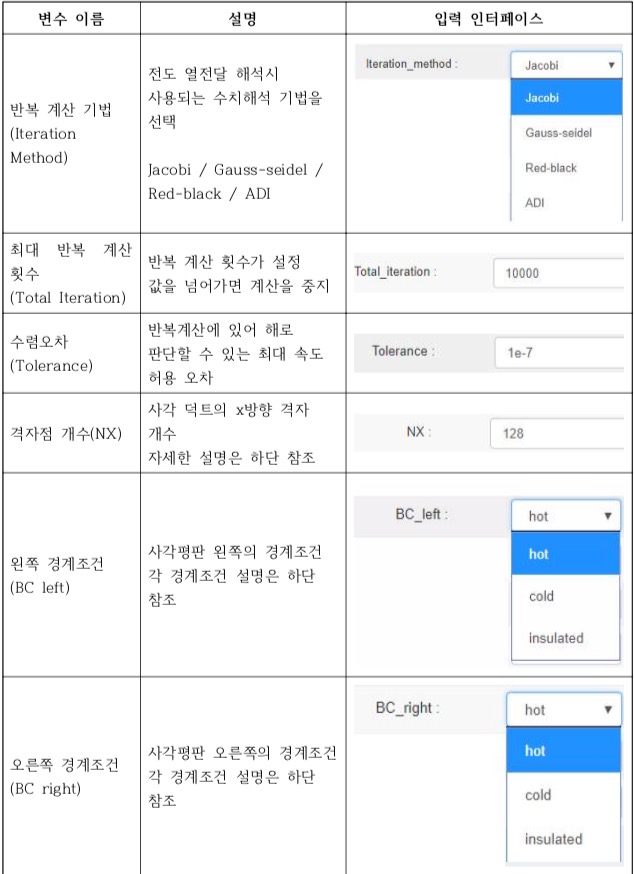 변수 이름
설명
입력 인터페이스
반복 계산 기법
(Iteration
Method)
전도 열전달 해석시
사용되는 수치해석 기법을
선택
Jacobi / Gauss-seidel /
Red-black / ADI
Iteration_method :
Jacobi
Jacobi
Gauss-seidel
Red-black
ADI
최대 반복 계산
횟수
(Total Iteration)
반복 계산 횟수가 설정
값을 넘어가면 계산을 중지
Total_iteration :
10000
수렴오차
(Tolerance)
반복계산에 있어 해로
판단할 수 있는 최대 속도
허용 오차
Tolerance :
1e-7
격자점 개수(NX)
사각 덕트의 x방향 격자
개수
자세한 설명은 하단 참조
NX :
128
왼쪽 경계조건
(BC left)
사각평판 왼쪽의 경계조건
각 경계조건 설명은 하단
참조
BC_left :
hot
hot
cold
insulated
오른쪽 경계조건
(BC right)
사각평판 오른쪽의 경계조건
각 경계조건 설명은 하단
참조
BC_right :
hot
hot
cold
insulated